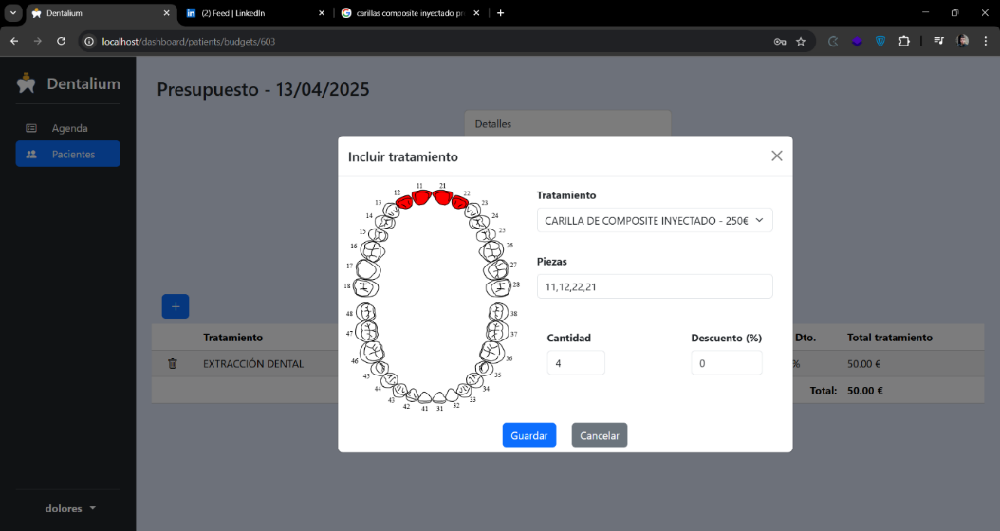 Dentalium
(2) Feed | LinkedIn
carillas composite inyectado po
localhost/dashboard/patients/budgets/603
Dentalium
Agenda
Pacientes
dolores
Presupuesto - 13/04/2025
Detalles
Incluir tratamiento
11 21
12 22
13 23
14 24
15 25
16 26
17 27
18 28
48 38
47 37
46 36
45 35
44 34
43 33
42 32
41 31
Tratamiento
CARILLA DE COMPOSITE INYECTADO - 250€
Piezas
11,12,22,21
Cantidad Descuento (%)
4 0
Guardar Cancelar
+
Tratamiento Dto. Total tratamiento
EXTRACCIÓN DENTAL % 50.00 €
Total: 50.00 €